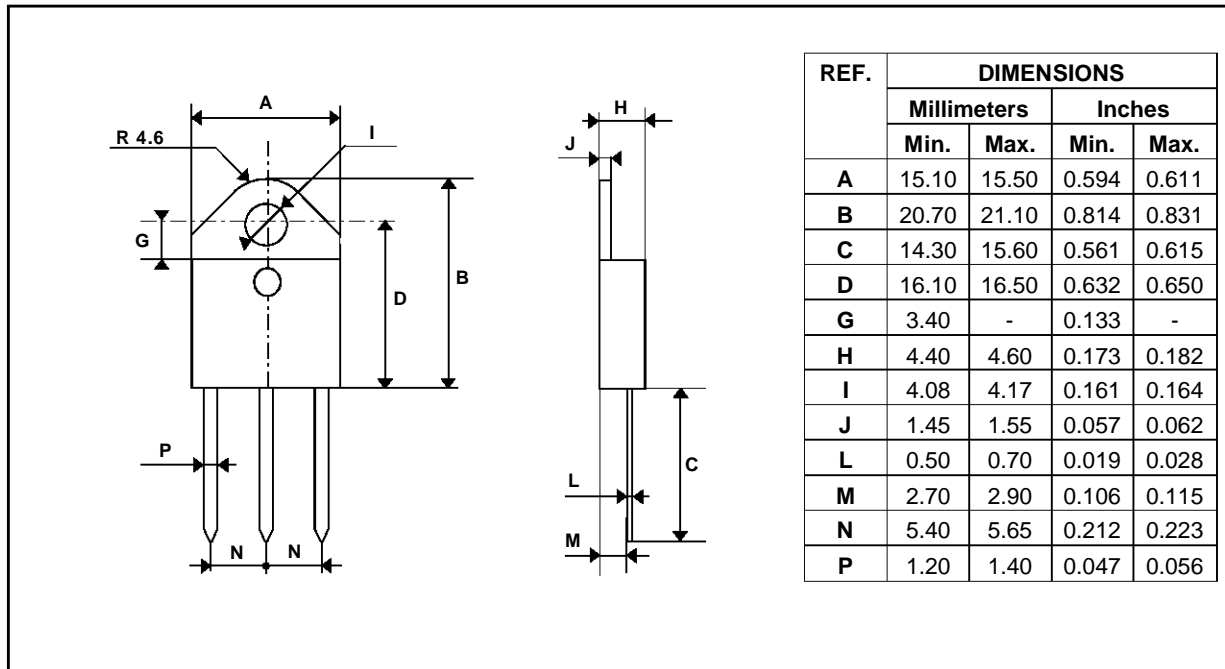 A
R 4.6
I
G
D
B
P
N N
H
J
L
C
M
REF. DIMENSIONS
Millimeters Inches
Min. Max. Min. Max.
A 15.10 15.50 0.594 0.611
B 20.70 21.10 0.814 0.831
C 14.30 15.60 0.561 0.615
D 16.10 16.50 0.632 0.650
G 3.40 - 0.133 -
H 4.40 4.60 0.173 0.182
I 4.08 4.17 0.161 0.164
J 1.45 1.55 0.057 0.062
L 0.50 0.70 0.019 0.028
M 2.70 2.90 0.106 0.115
N 5.40 5.65 0.212 0.223
P 1.20 1.40 0.047 0.056